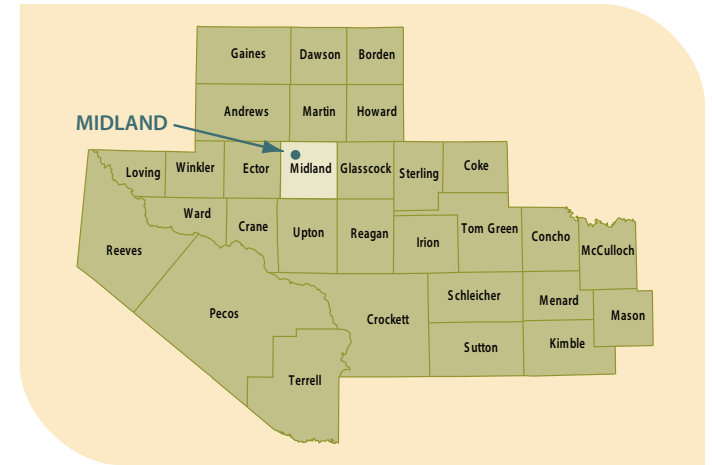 Gaines
Dawson
Borden
Andrews
Martin
Howard
MIDLAND
Loving
Winkler
Ector
Midland
Glasscock
Sterling
Coke
Ward
Crane
Upton
Reagan
Irion
Tom Green
Concho
McCulloch
Reeves
Pecos
Crockett
Schleicher
Menard
Mason
Sutton
Kimble
Terrell